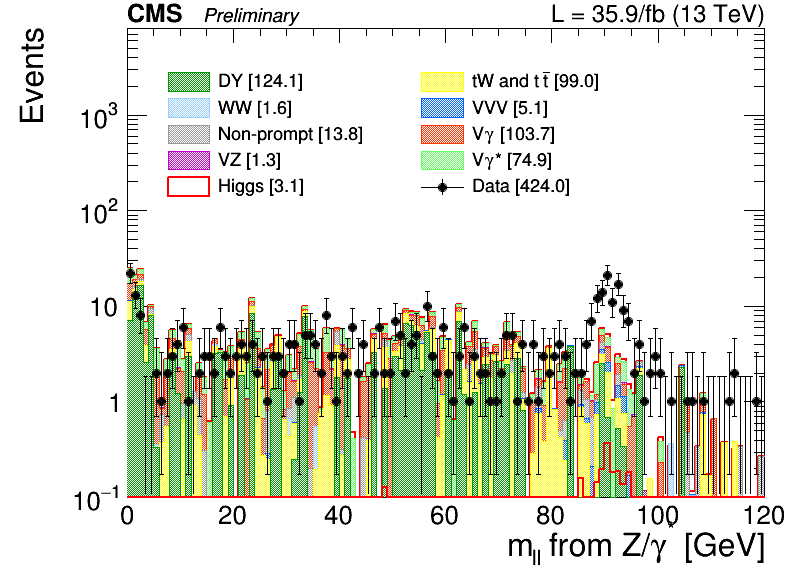 CMS Preliminary L = 35.9/fb (13 TeV)
Events
DY [124.1]
WW [1.6]
Non-prompt [13.8]
VZ [1.3]
Higgs [3.1]
tW and tt̄ [99.0]
VVV [5.1]
Vγ [103.7]
Vγ* [74.9]
Data [424.0]
10³
10²
10
1
10⁻¹
0 20 40 60 80 100 120
m_ll from Z/γ* [GeV]